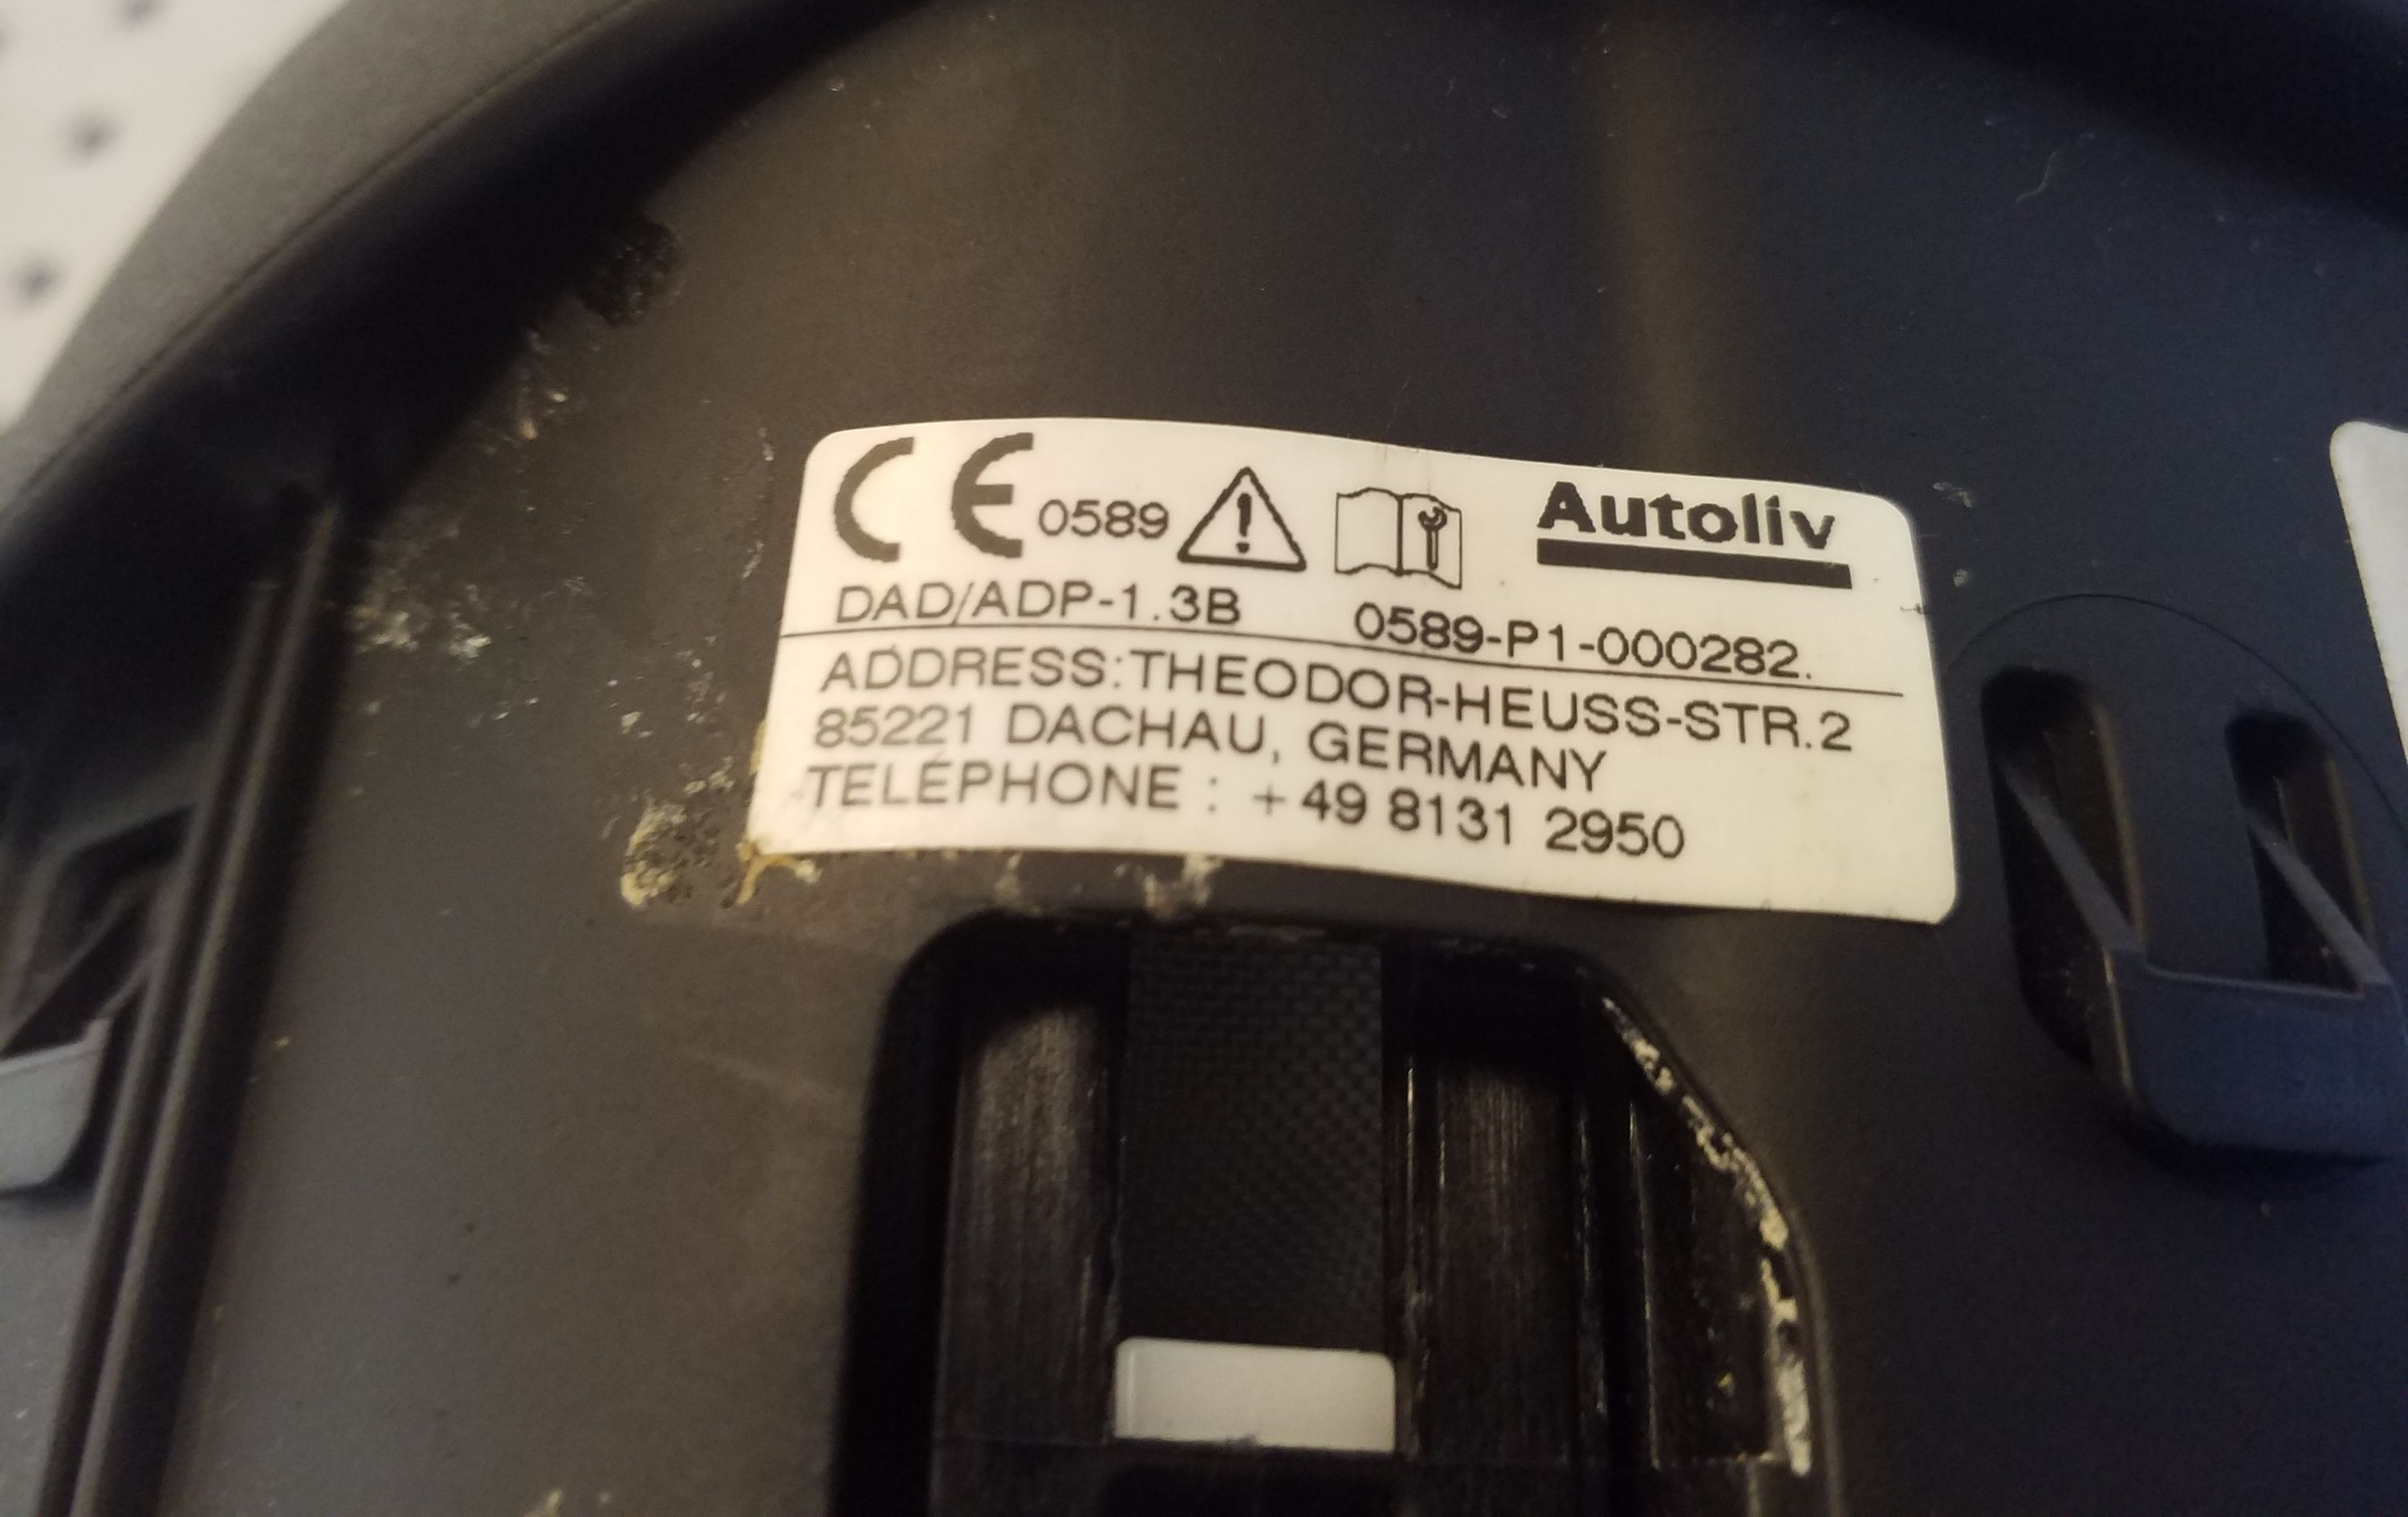 CE 0589 Autoliv
DAD/ADP-1.3B 0589-P1-000282.
ADDRESS:THEODOR-HEUSS-STR.2
85221 DACHAU, GERMANY
TELEPHONE : +49 8131 2950